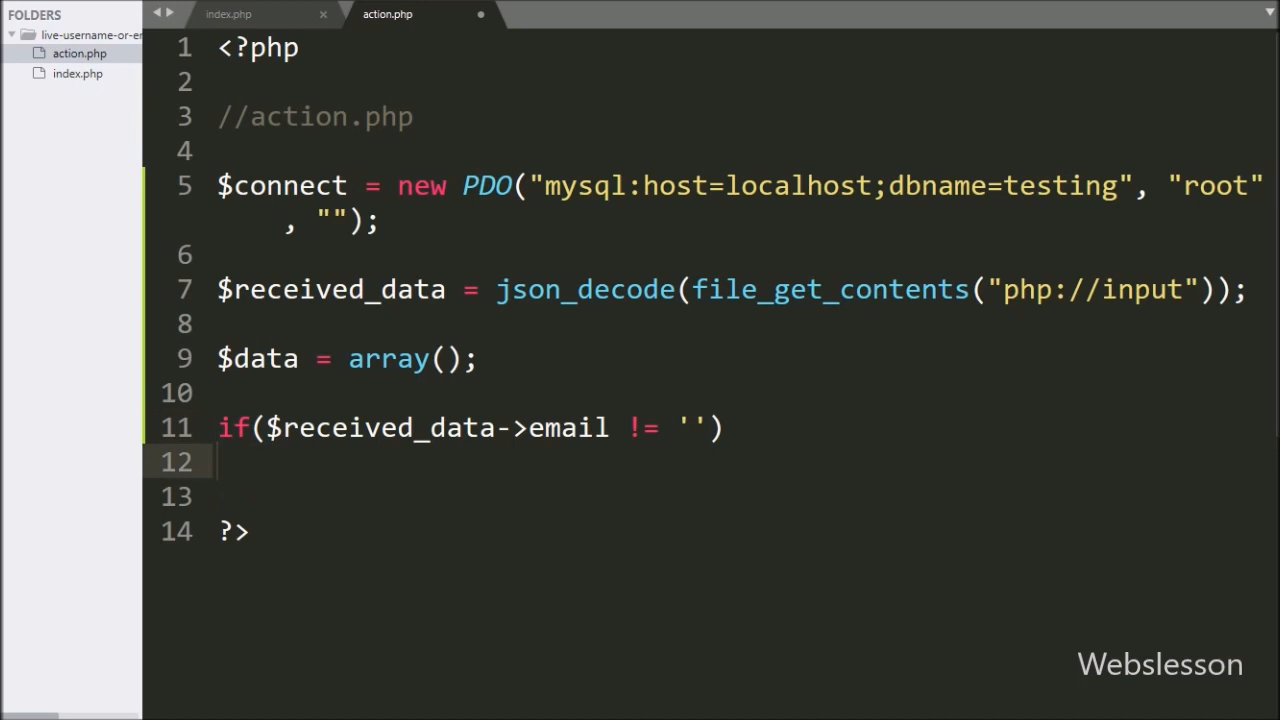 FOLDERS
live-username-or-er
action.php
index.php
index.php × action.php
1 <?php
2
3 //action.php
4
5 $connect = new PDO("mysql:host=localhost;dbname=testing", "root"
, "");
6
7 $received_data = json_decode(file_get_contents("php://input"));
8
9 $data = array();
10
11 if($received_data->email != '')
12
13
14 ?>
Webslesson